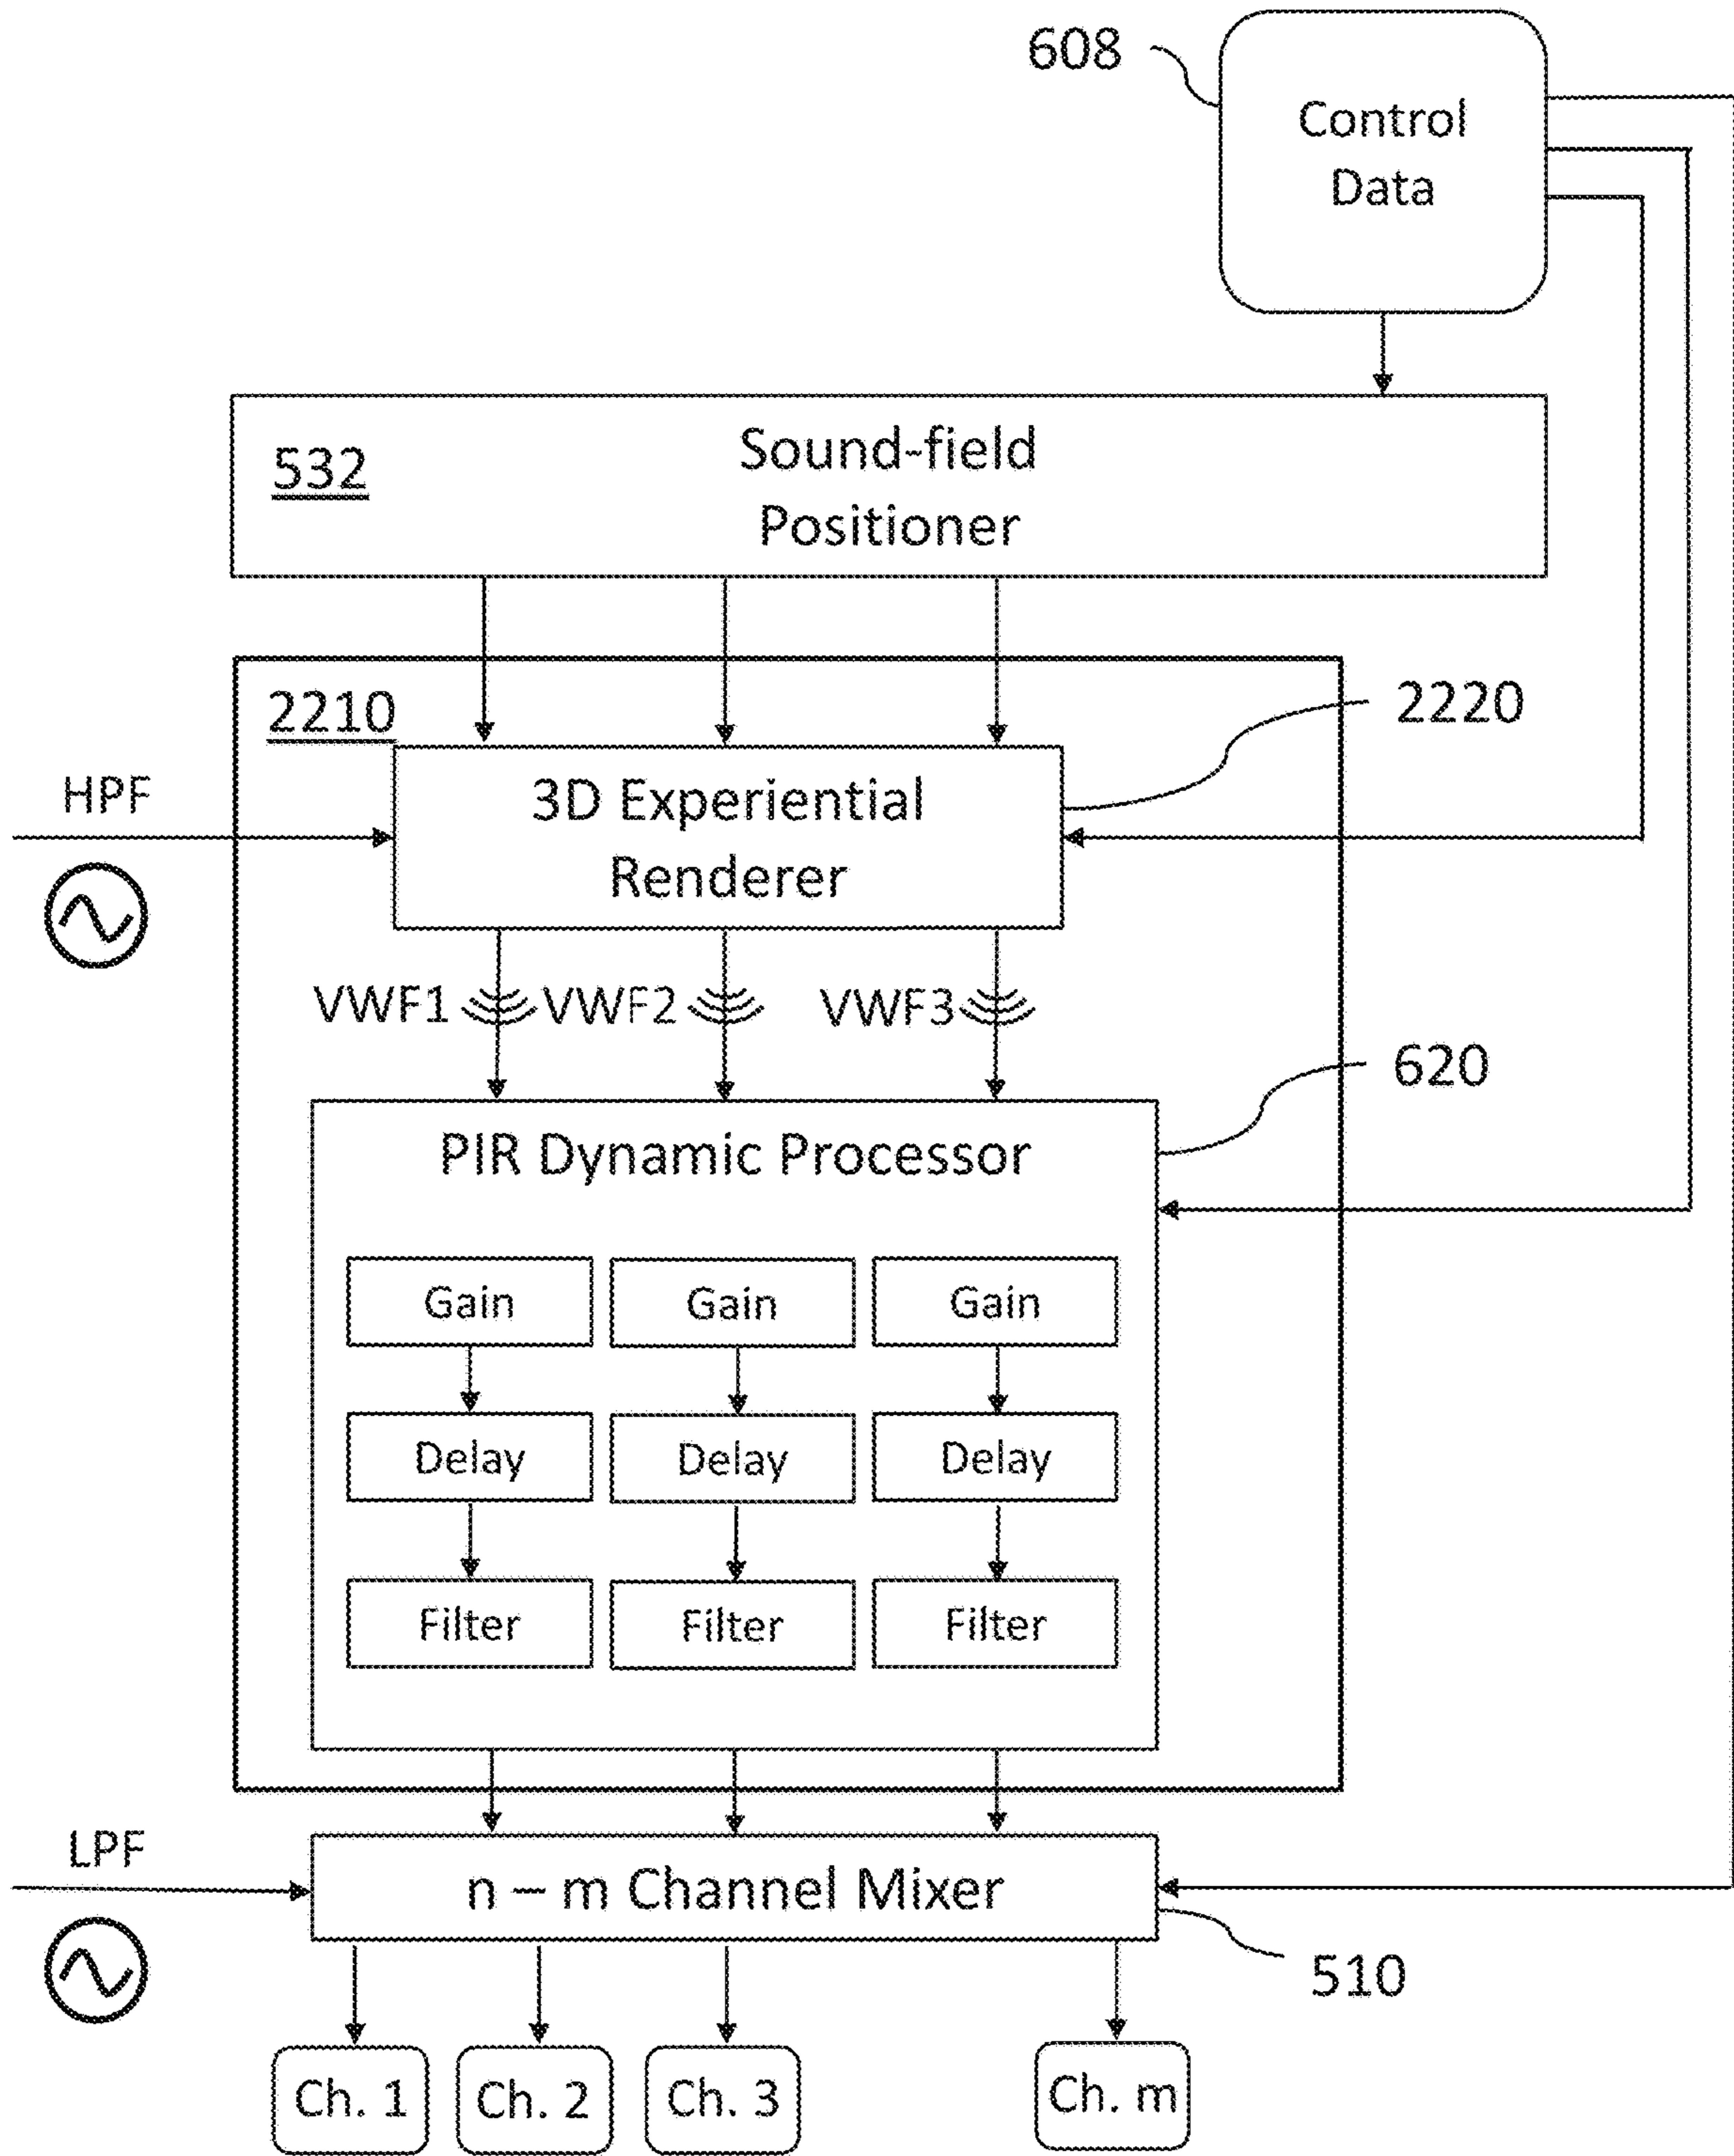 608
Control
Data
532
Sound-field
Positioner
2210
2220
HPF
3D Experiential
Renderer
VWF1
VWF2
VWF3
620
PIR Dynamic Processor
Gain
Gain
Gain
Delay
Delay
Delay
Filter
Filter
Filter
LPF
n – m Channel Mixer
510
Ch. 1
Ch. 2
Ch. 3
Ch. m